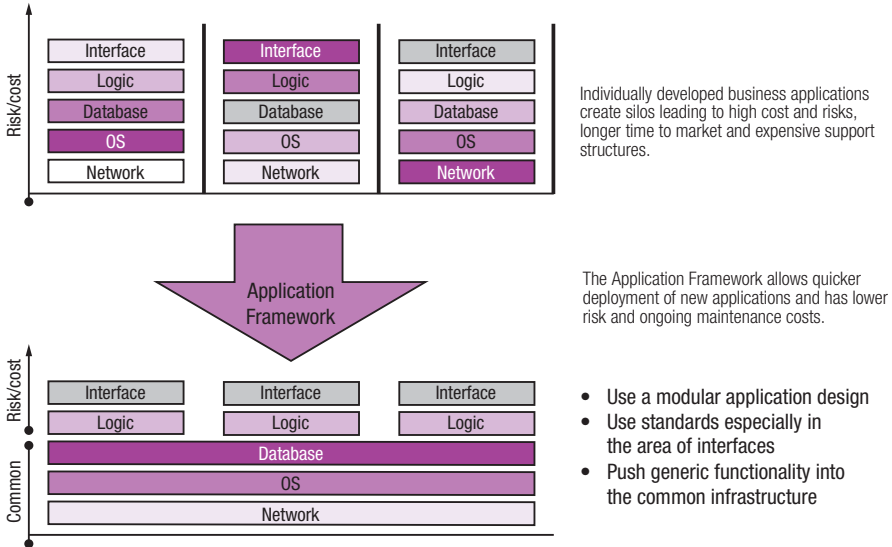 Risk/cost
Interface
Logic
Database
OS
Network
Interface
Logic
Database
OS
Network
Interface
Logic
Database
OS
Network
Individually developed business applications
create silos leading to high cost and risks,
longer time to market and expensive support
structures.
Application
Framework
The Application Framework allows quicker
deployment of new applications and has lower
risk and ongoing maintenance costs.
Risk/cost
Common
Interface
Interface
Interface
Logic
Logic
Logic
Database
OS
Network
• Use a modular application design
• Use standards especially in
the area of interfaces
• Push generic functionality into
the common infrastructure